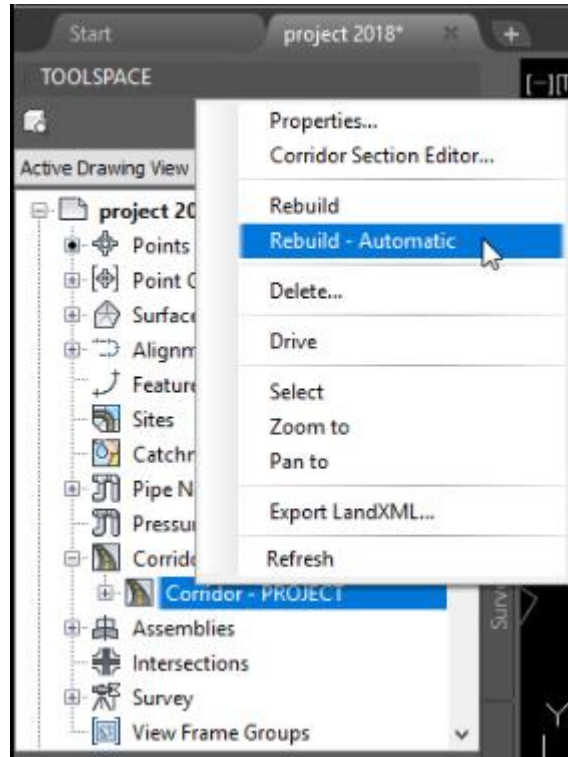 Start
project 2018*
TOOLSPACE
Active Drawing View
project 20
Points
Point C
Surface
Alignm
Feature
Sites
Catchr
Pipe N
Pressu
Corrido
Corridor - PROJECT
Assemblies
Intersections
Survey
View Frame Groups
Properties...
Corridor Section Editor...
Rebuild
Rebuild - Automatic
Delete...
Drive
Select
Zoom to
Pan to
Export LandXML...
Refresh
Surve
Y